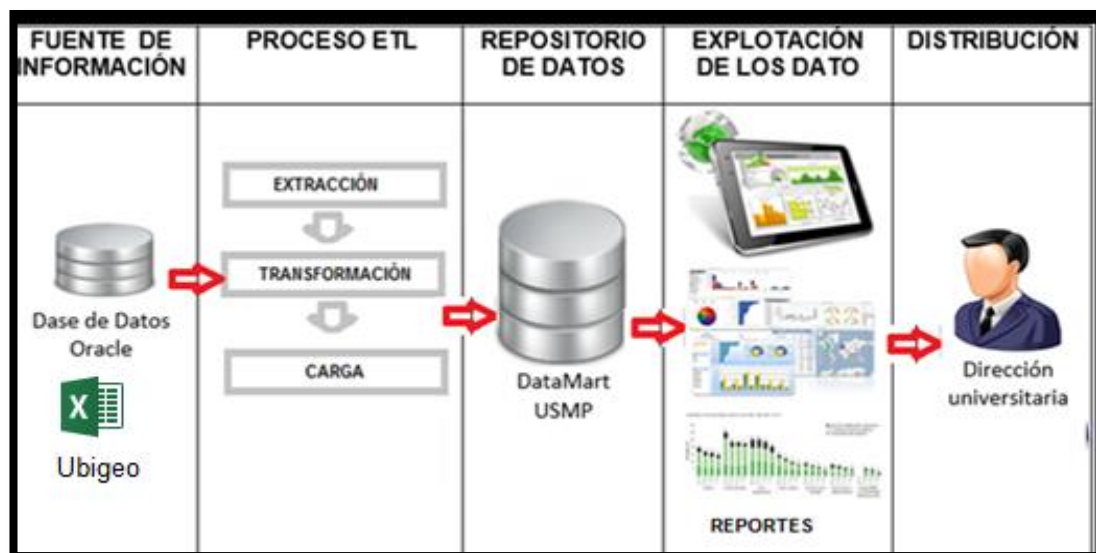 FUENTE DE
INFORMACIÓN
PROCESO ETL
REPOSITORIO
DE DATOS
EXPLOTACIÓN
DE LOS DATO
DISTRIBUCIÓN
Dase de Datos
Oracle
Ubigeo
EXTRACCIÓN
TRANSFORMACIÓN
CARGA
DataMart
USMP
REPORTES
Dirección
universitaria